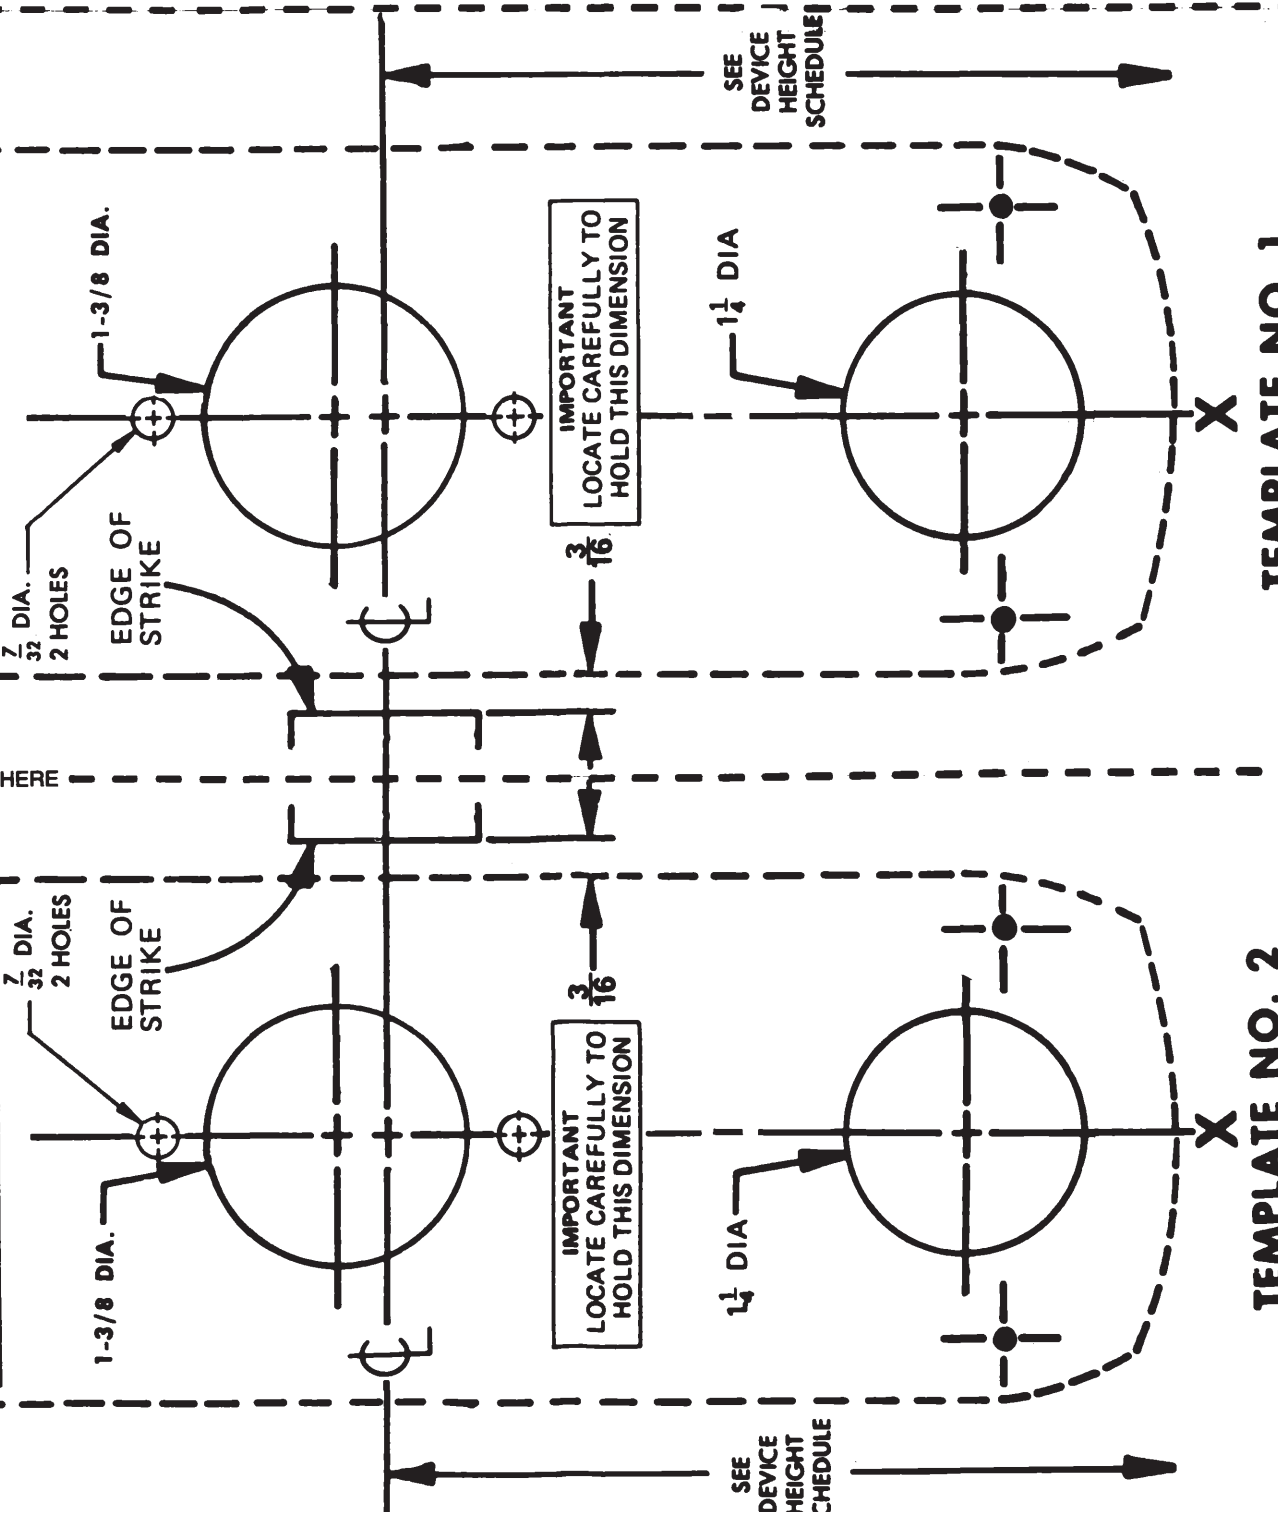 SEE
DEVICE
HEIGHT
SCHEDULE
1-3/8 DIA.
7/32 DIA.
2 HOLES
EDGE OF
STRIKE
IMPORTANT
LOCATE CAREFULLY TO
HOLD THIS DIMENSION
3/16
1 1/4 DIA
X
TEMPLATE NO. 1
HERE
7/32 DIA.
2 HOLES
EDGE OF
STRIKE
3/16
IMPORTANT
LOCATE CAREFULLY TO
HOLD THIS DIMENSION
1-3/8 DIA.
CL
CL
1 1/4 DIA
X
TEMPLATE NO. 2
SEE
DEVICE
HEIGHT
CHEDULE